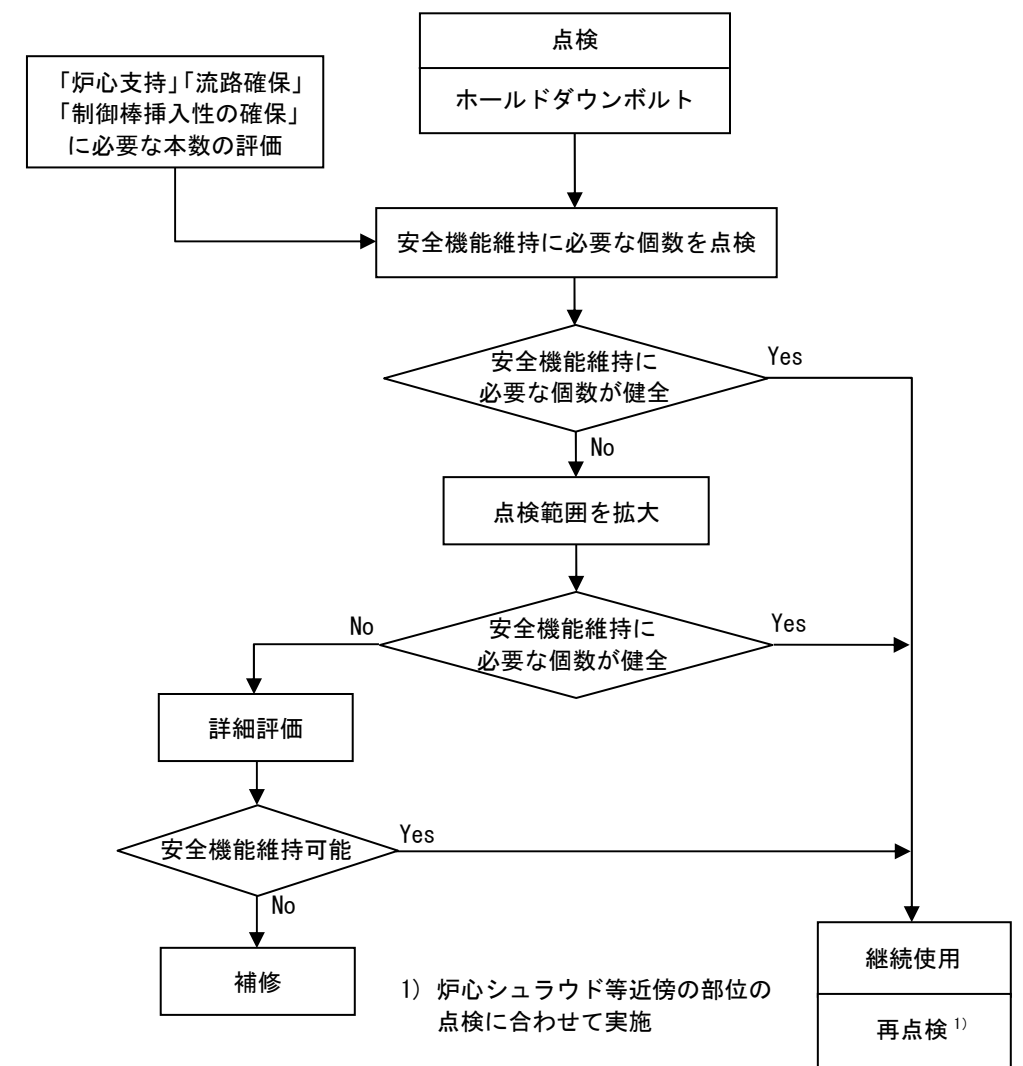 点検
ホールドダウンボルト
「炉心支持」「流路確保」
「制御棒挿入性の確保」
に必要な本数の評価
安全機能維持に必要な個数を点検
安全機能維持に
必要な個数が健全
Yes
No
点検範囲を拡大
安全機能維持に
必要な個数が健全
No
Yes
詳細評価
安全機能維持可能
Yes
No
補修
1) 炉心シュラウド等近傍の部位の
点検に合わせて実施
継続使用
再点検 1)